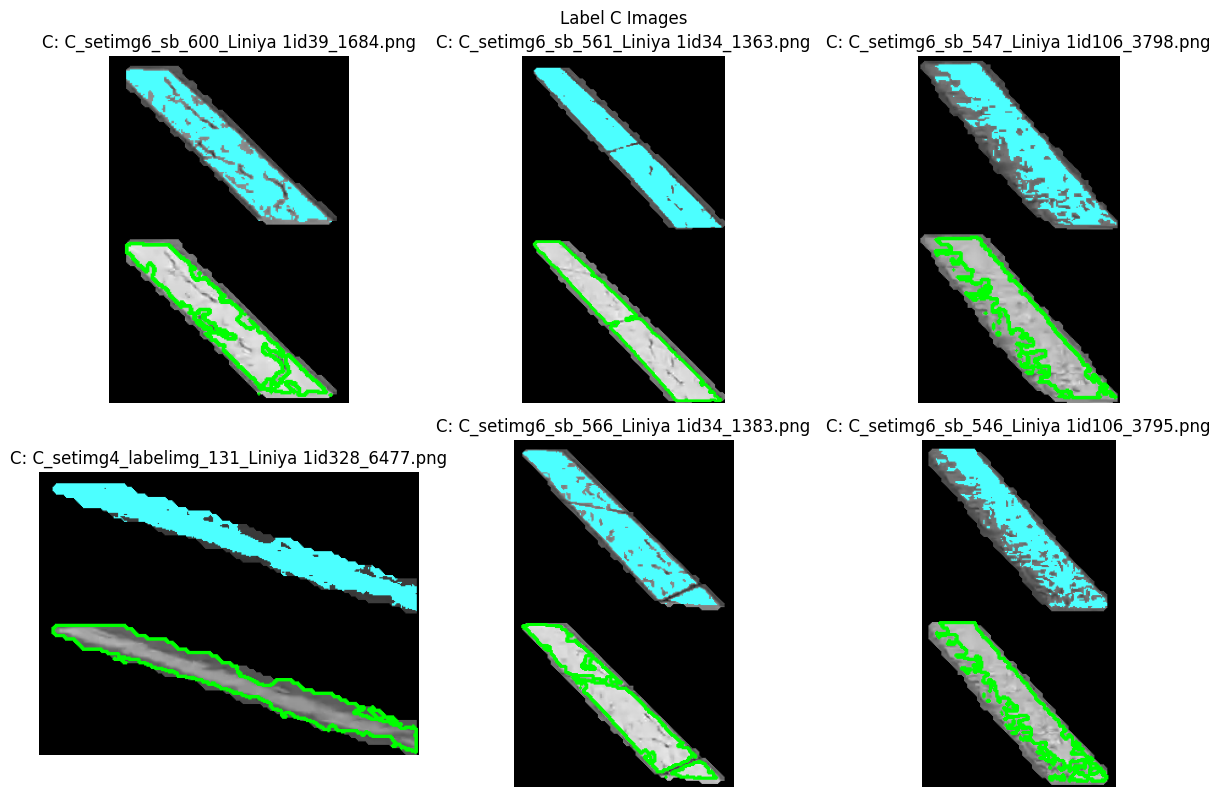 Label C Images
C: C_setimg6_sb_600_Liniya 1id39_1684.png
C: C_setimg6_sb_561_Liniya 1id34_1363.png
C: C_setimg6_sb_547_Liniya 1id106_3798.png
C: C_setimg4_labelimg_131_Liniya 1id328_6477.png
C: C_setimg6_sb_566_Liniya 1id34_1383.png
C: C_setimg6_sb_546_Liniya 1id106_3795.png